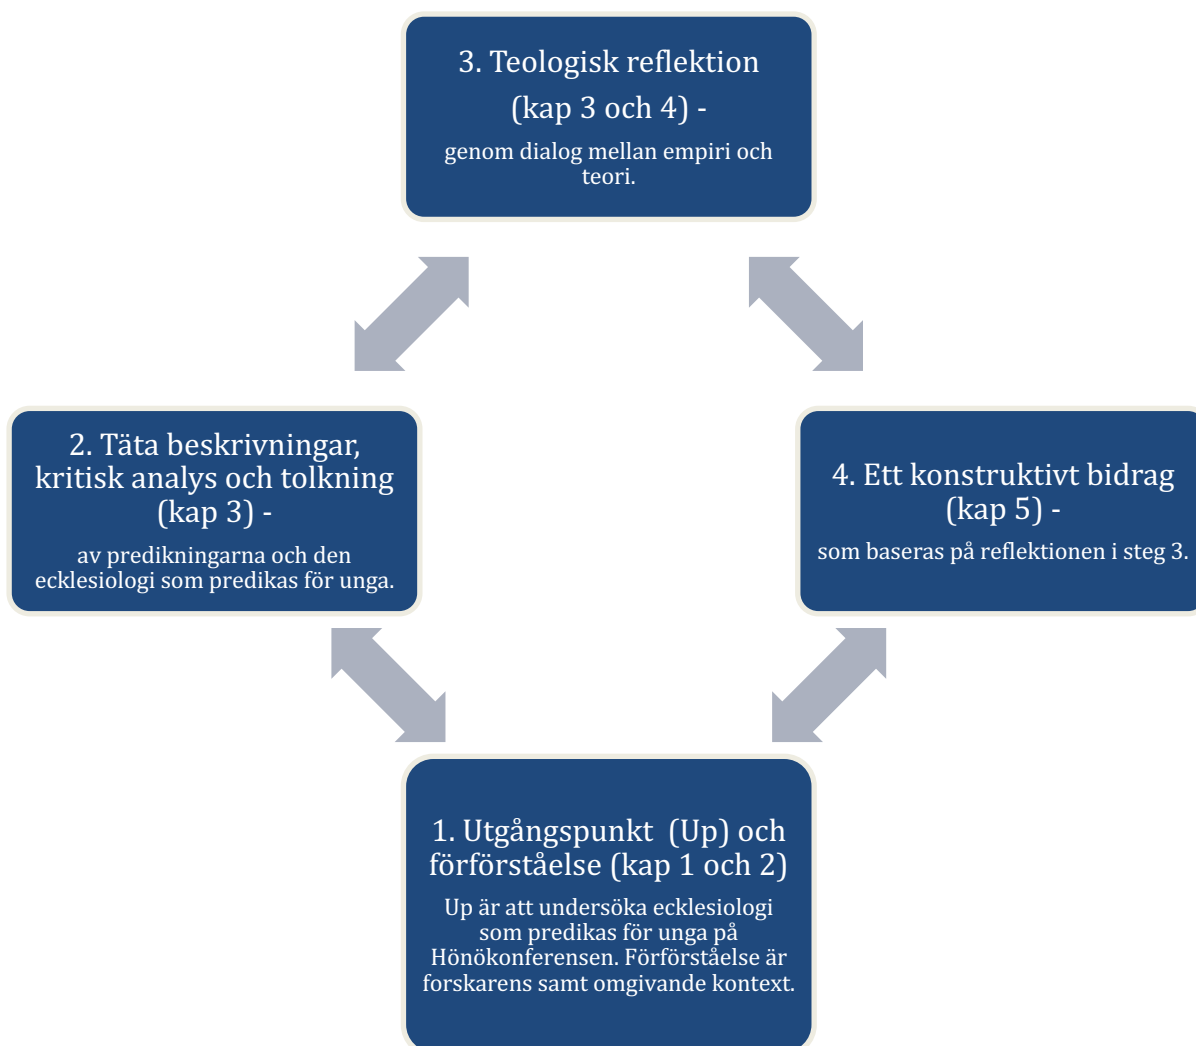 3. Teologisk reflektion
(kap 3 och 4) -
genom dialog mellan empiri och
teori.
2. Täta beskrivningar,
kritisk analys och tolkning
(kap 3) -
av predikningarna och den
ecklesiologi som predikas för unga.
4. Ett konstruktivt bidrag
(kap 5) -
som baseras på reflektionen i steg 3.
1. Utgångspunkt (Up) och
förförståelse (kap 1 och 2)
Up är att undersöka ecklesiologi
som predikas för unga på
Hönökonferensen. Förförståelse är
forskarens samt omgivande kontext.